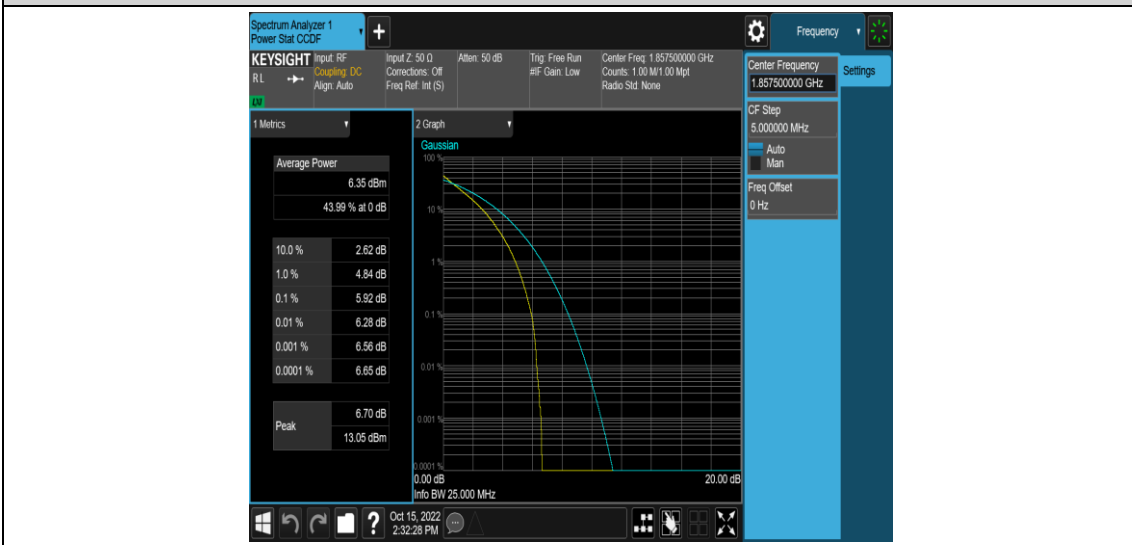 Spectrum Analyzer 1
Power Stat CCDF
+
Frequency
KEYSIGHT
Input: RF
Input Z: 50 Ω
Atten: 50 dB
Trig: Free Run
Center Freq: 1.857500000 GHz
RL
Coupling: DC
Corrections: Off
#IF Gain: Low
Counts: 1.00 M/1.00 Mpt
Align: Auto
Freq Ref: Int (S)
Radio Std: None
LXI
Center Frequency
1.857500000 GHz
Settings
CF Step
5.000000 MHz
Auto
Man
Freq Offset
0 Hz
1 Metrics
Average Power
6.35 dBm
43.99 % at 0 dB
10.0 % 2.62 dB
1.0 % 4.84 dB
0.1 % 5.92 dB
0.01 % 6.28 dB
0.001 % 6.56 dB
0.0001 % 6.65 dB
Peak
6.70 dB
13.05 dBm
2 Graph
Gaussian
100 %
10 %
1 %
0.1 %
0.01 %
0.001 %
0.0001 %
0.00 dB 20.00 dB
Info BW 25.000 MHz
?
Oct 15, 2022
2:32:28 PM